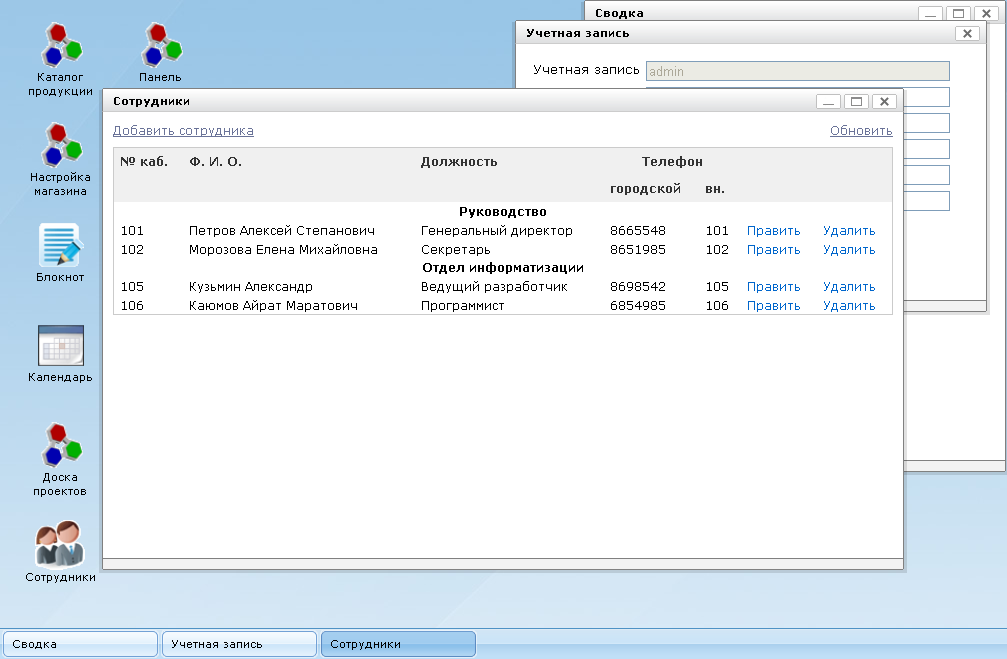 Сводка
Учетная запись
Учетная запись admin
Каталог
продукции
Панель
Настройка
магазина
Блокнот
Календарь
Доска
проектов
Сотрудники
Сотрудники
Добавить сотрудника Обновить
№ каб. Ф. И. О. Должность Телефон
городской вн.
Руководство
101 Петров Алексей Степанович Генеральный директор 8665548 101 Править Удалить
102 Морозова Елена Михайловна Секретарь 8651985 102 Править Удалить
Отдел информатизации
105 Кузьмин Александр Ведущий разработчик 8698542 105 Править Удалить
106 Каюмов Айрат Маратович Программист 6854985 106 Править Удалить
Сводка Учетная запись Сотрудники